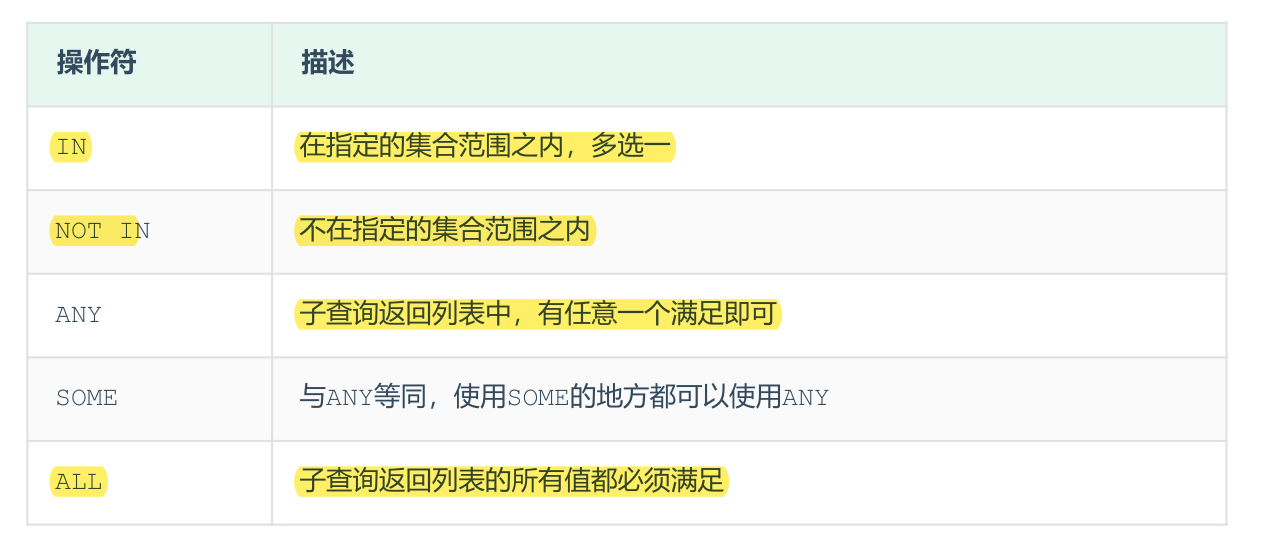 操作符 描述
IN 在指定的集合范围之内，多选一
NOT IN 不在指定的集合范围之内
ANY 子查询返回列表中，有任意一个满足即可
SOME 与ANY等同，使用SOME的地方都可以使用ANY
ALL 子查询返回列表的所有值都必须满足